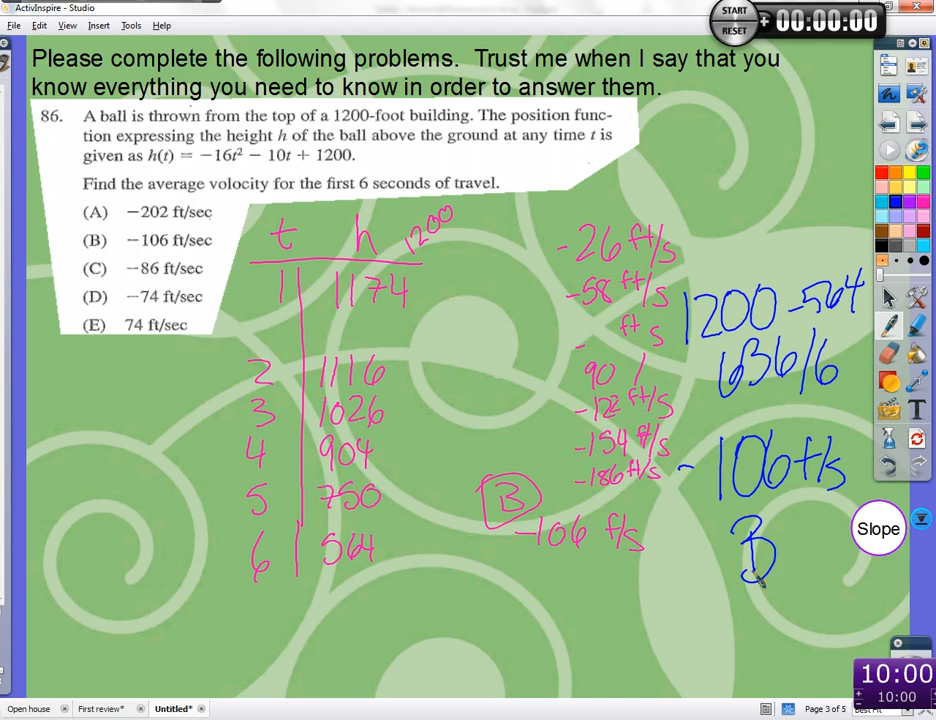 ActivInspire - Studio
File Edit View Insert Tools Help
START
RESET
+ 00:00:00
Please complete the following problems. Trust me when I say that you
know everything you need to know in order to answer them.
86. A ball is thrown from the top of a 1200-foot building. The position func-
tion expressing the height h of the ball above the ground at any time t is
given as h(t) = −16t² − 10t + 1200.
Find the average volocity for the first 6 seconds of travel.
(A) −202 ft/sec
(B) −106 ft/sec
(C) −86 ft/sec
(D) −74 ft/sec
(E) 74 ft/sec
t h 1200
1 1174
2 1116
3 1026
4 904
5 750
6 564
-26 ft/s
-58 ft/s
- ft s
90 /
-122 ft/s
-154 ft/s
-186 ft/s
B
-106 ft/s
1200 - 564
636/6
- 106 ft/s
B
Slope
10:00
10:00
Open house First review* Untitled* Page 3 of 5 Best Fit